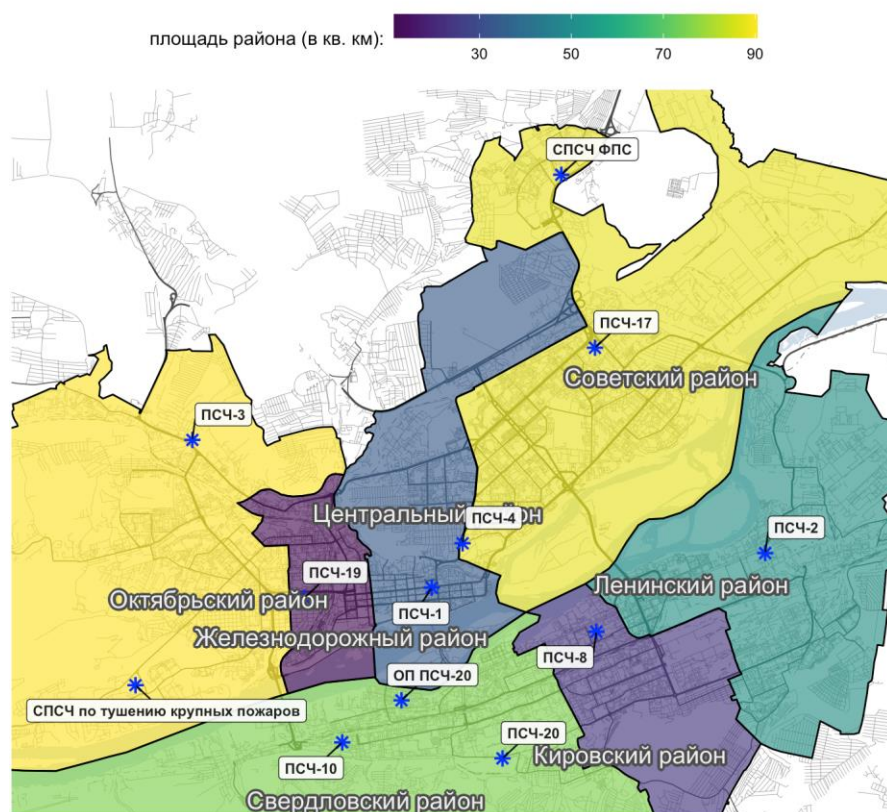 площадь района (в кв. км):
30 50 70 90
СПСЧ ФПС
ПСЧ-17
Советский район
ПСЧ-3
Центральный район
ПСЧ-4
ПСЧ-2
ПСЧ-19
Ленинский район
Октябрьский район
ПСЧ-1
Железнодорожный район
ПСЧ-8
ОП ПСЧ-20
СПСЧ по тушению крупных пожаров
ПСЧ-20
Кировский район
ПСЧ-10
Свердловский район